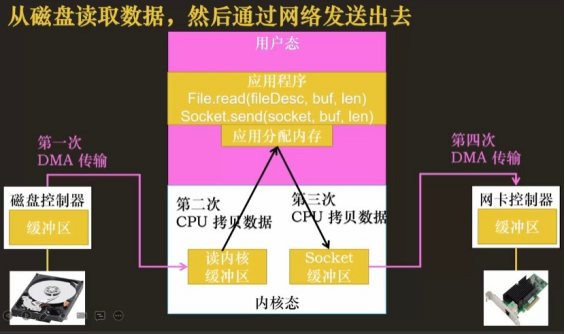 从磁盘读取数据，然后通过网络发送出去
用户态
应用程序
File.read(fileDesc, buf, len)
Socket.send(socket, buf, len)
应用分配内存
第一次
DMA 传输
第四次
DMA 传输
磁盘控制器
缓冲区
第二次
CPU 拷贝数据
第三次
CPU 拷贝数据
网卡控制器
缓冲区
读内核
缓冲区
Socket
缓冲区
内核态